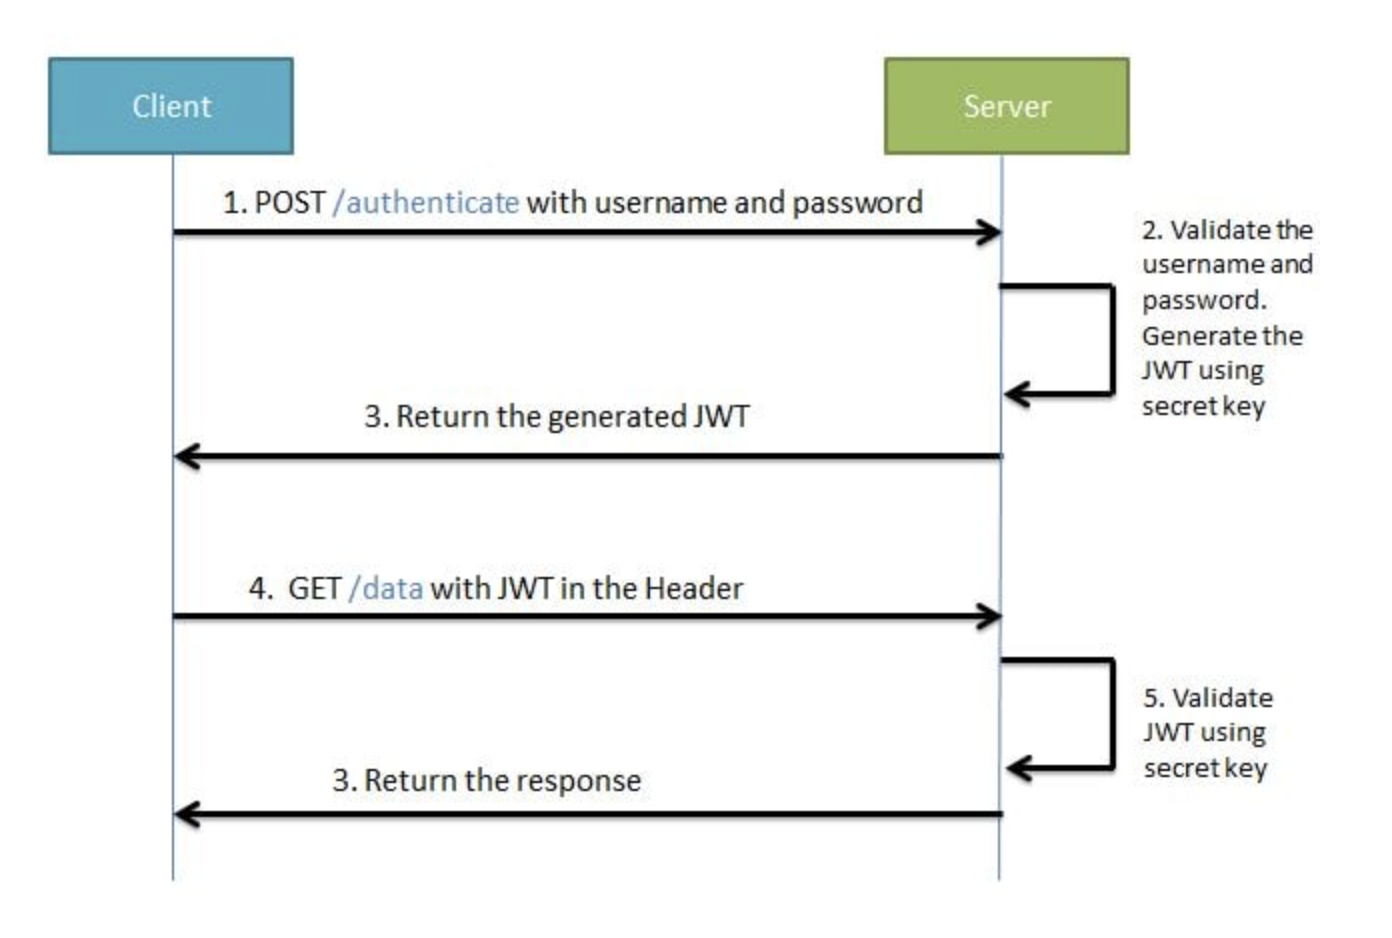 Client
Server
1. POST /authenticate with username and password
2. Validate the
username and
password.
Generate the
JWT using
secret key
3. Return the generated JWT
4. GET /data with JWT in the Header
5. Validate
JWT using
secret key
3. Return the response